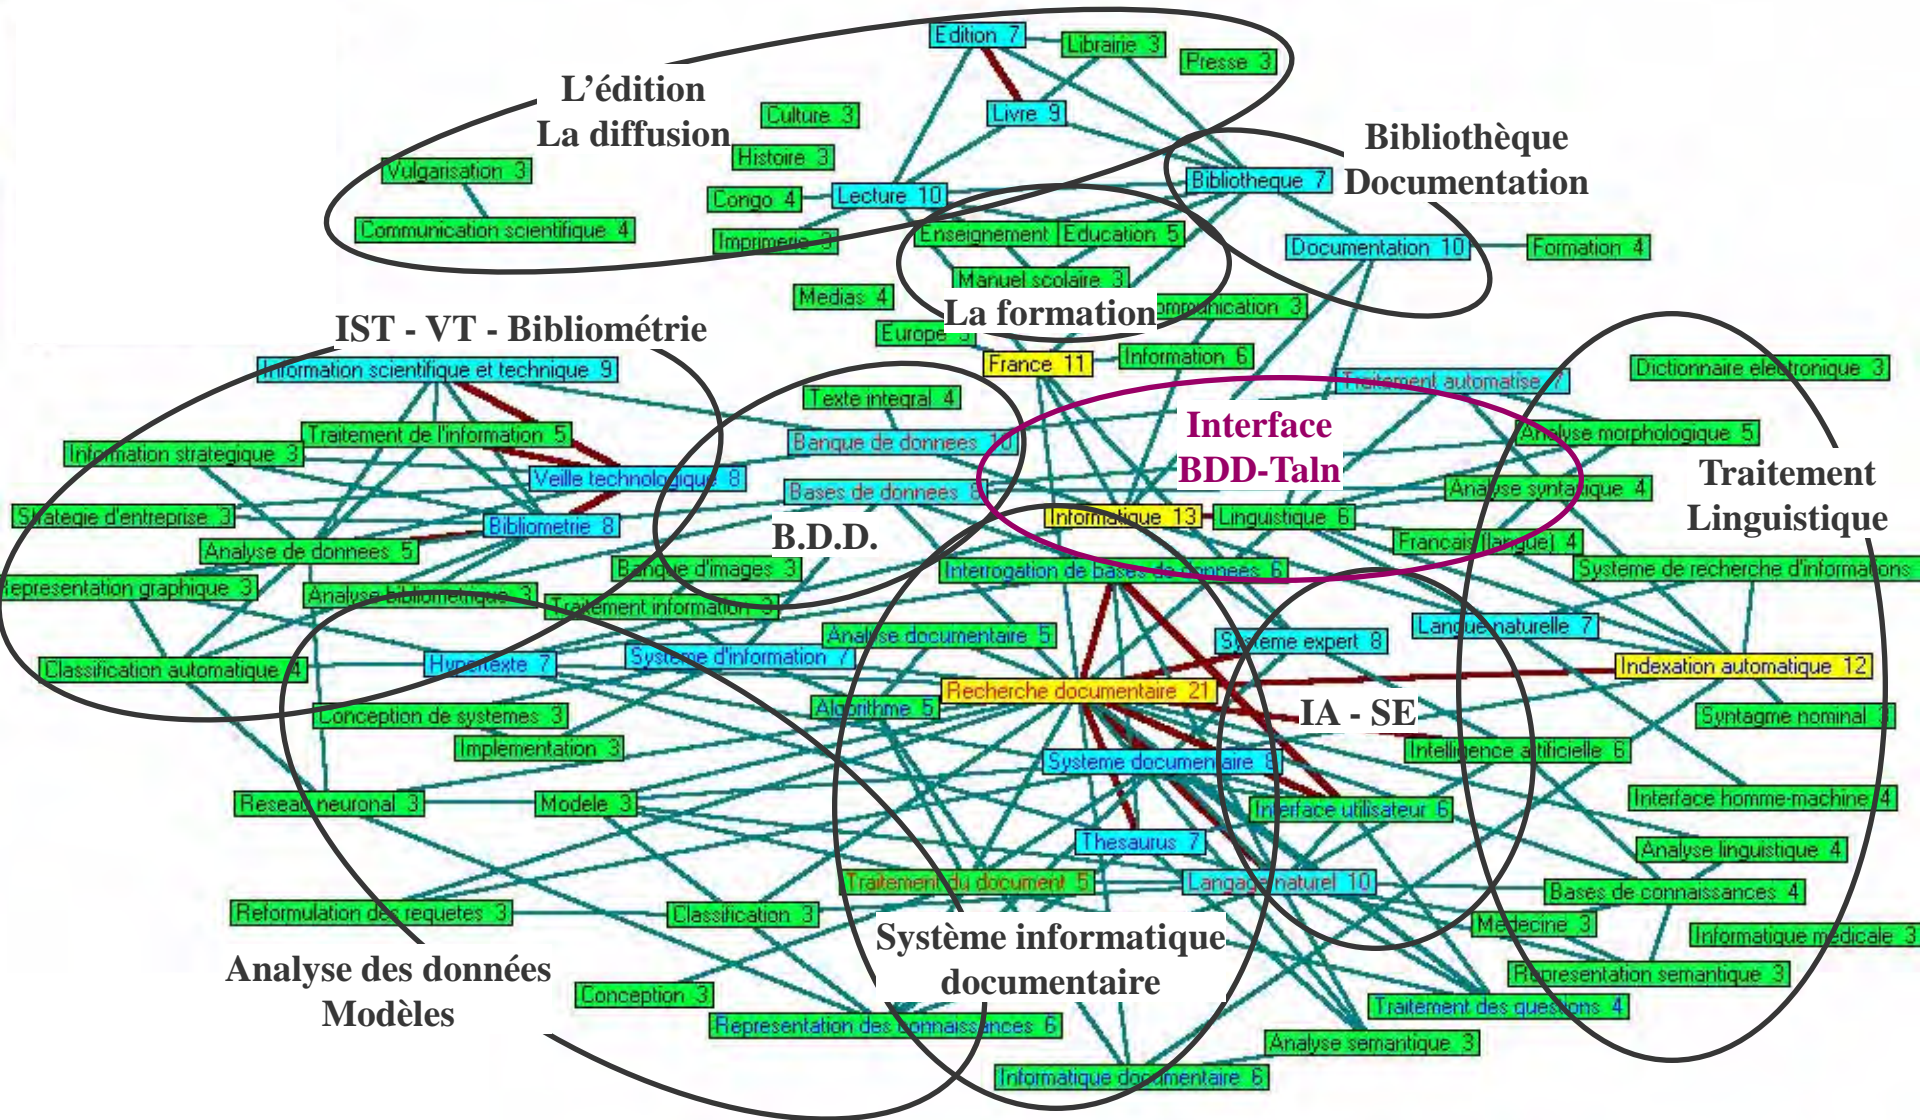 Edition 7
Librairie 3
Presse 3
L'édition
La diffusion
Culture 3
Livre 9
Bibliothèque
Documentation
Histoire 3
Vulgarisation 3
Bibliotheque 7
Congo 4
Lecture 10
Communication scientifique 4
Imprimerie 3
Enseignement
Education 5
Documentation 10
Formation 4
Manuel scolaire 3
Medias 4
La formation
ommunication 3
IST - VT - Bibliométrie
Europe
France 11
Information 6
Information scientifique et technique 9
Traitement automatise 7
Dictionnaire electronique 3
Texte integral 4
Interface
BDD-Taln
Traitement de l'information 5
Banque de donnees 10
Analyse morphologique 5
Information strategique 3
Veille technologique 8
Bases de donnees 8
Analyse syntaxique 4
Traitement
Linguistique
Strategie d'entreprise 3
Bibliometrie 8
Informatique 13
Linguistique 6
B.D.D.
Francais (langue) 4
Analyse de donnees 5
Banque d'images 3
Interrogation de bases de donnees 6
Systeme de recherche d'informations
epresentation graphique 3
Analyse bibliometrique 3
Traitement information 3
Langue naturelle 7
Analyse documentaire 5
Systeme expert 8
Classification automatique 4
Hypertexte 7
Systeme d'information 7
Indexation automatique 12
Recherche documentaire 21
Algorithme 5
IA - SE
Conception de systemes 3
Syntagme nominal 3
Implementation 3
Intelligence artificielle 6
Systeme documentaire 8
Reseau neuronal 3
Modele 3
Interface utilisateur 6
Interface homme-machine 4
Thesaurus 7
Analyse linguistique 4
Traitement du document 5
Langage naturel 10
Bases de connaissances 4
Reformulation des requetes 3
Classification 3
Medecine 3
Informatique medicale 3
Système informatique
documentaire
Analyse des données
Modèles
Representation semantique 3
Conception 3
Traitement des questions 4
Representation des connaissances 6
Analyse semantique 3
Informatique documentaire 6